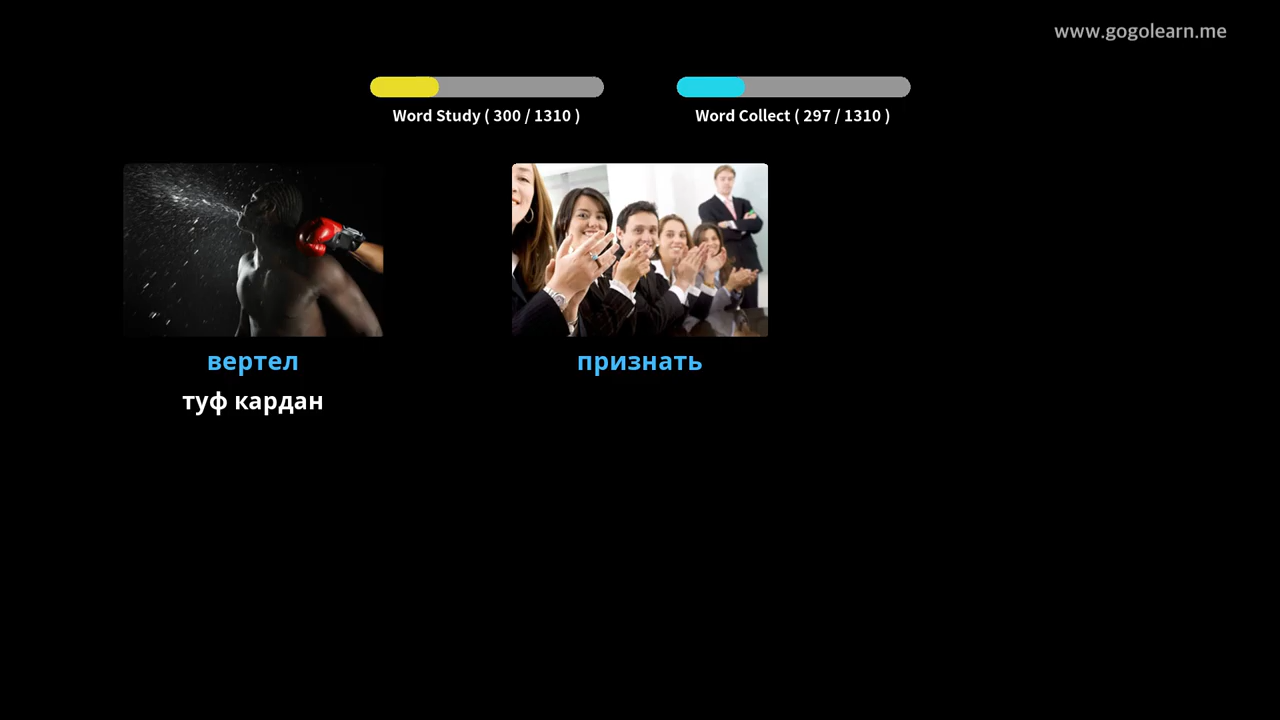 www.gogolearn.me
Word Study ( 300 / 1310 )
Word Collect ( 297 / 1310 )
вертел
туф кардан
признать